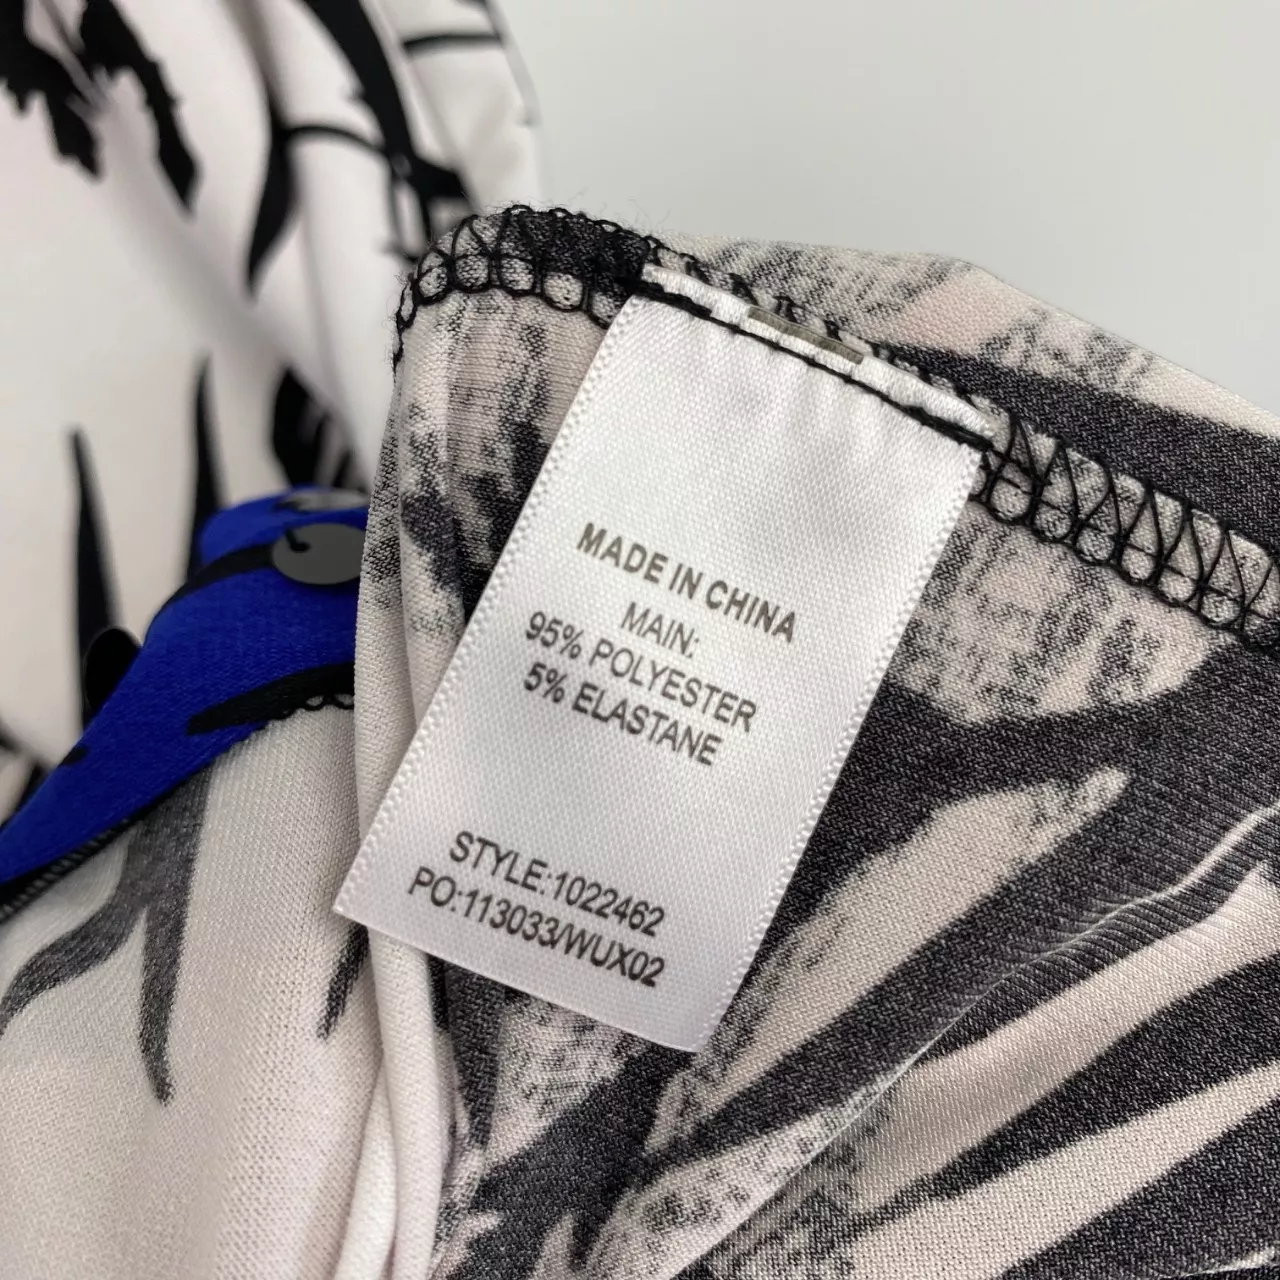 MADE IN CHINA
MAIN:
95% POLYESTER
5% ELASTANE
STYLE:1022462
PO:113033/WUX02